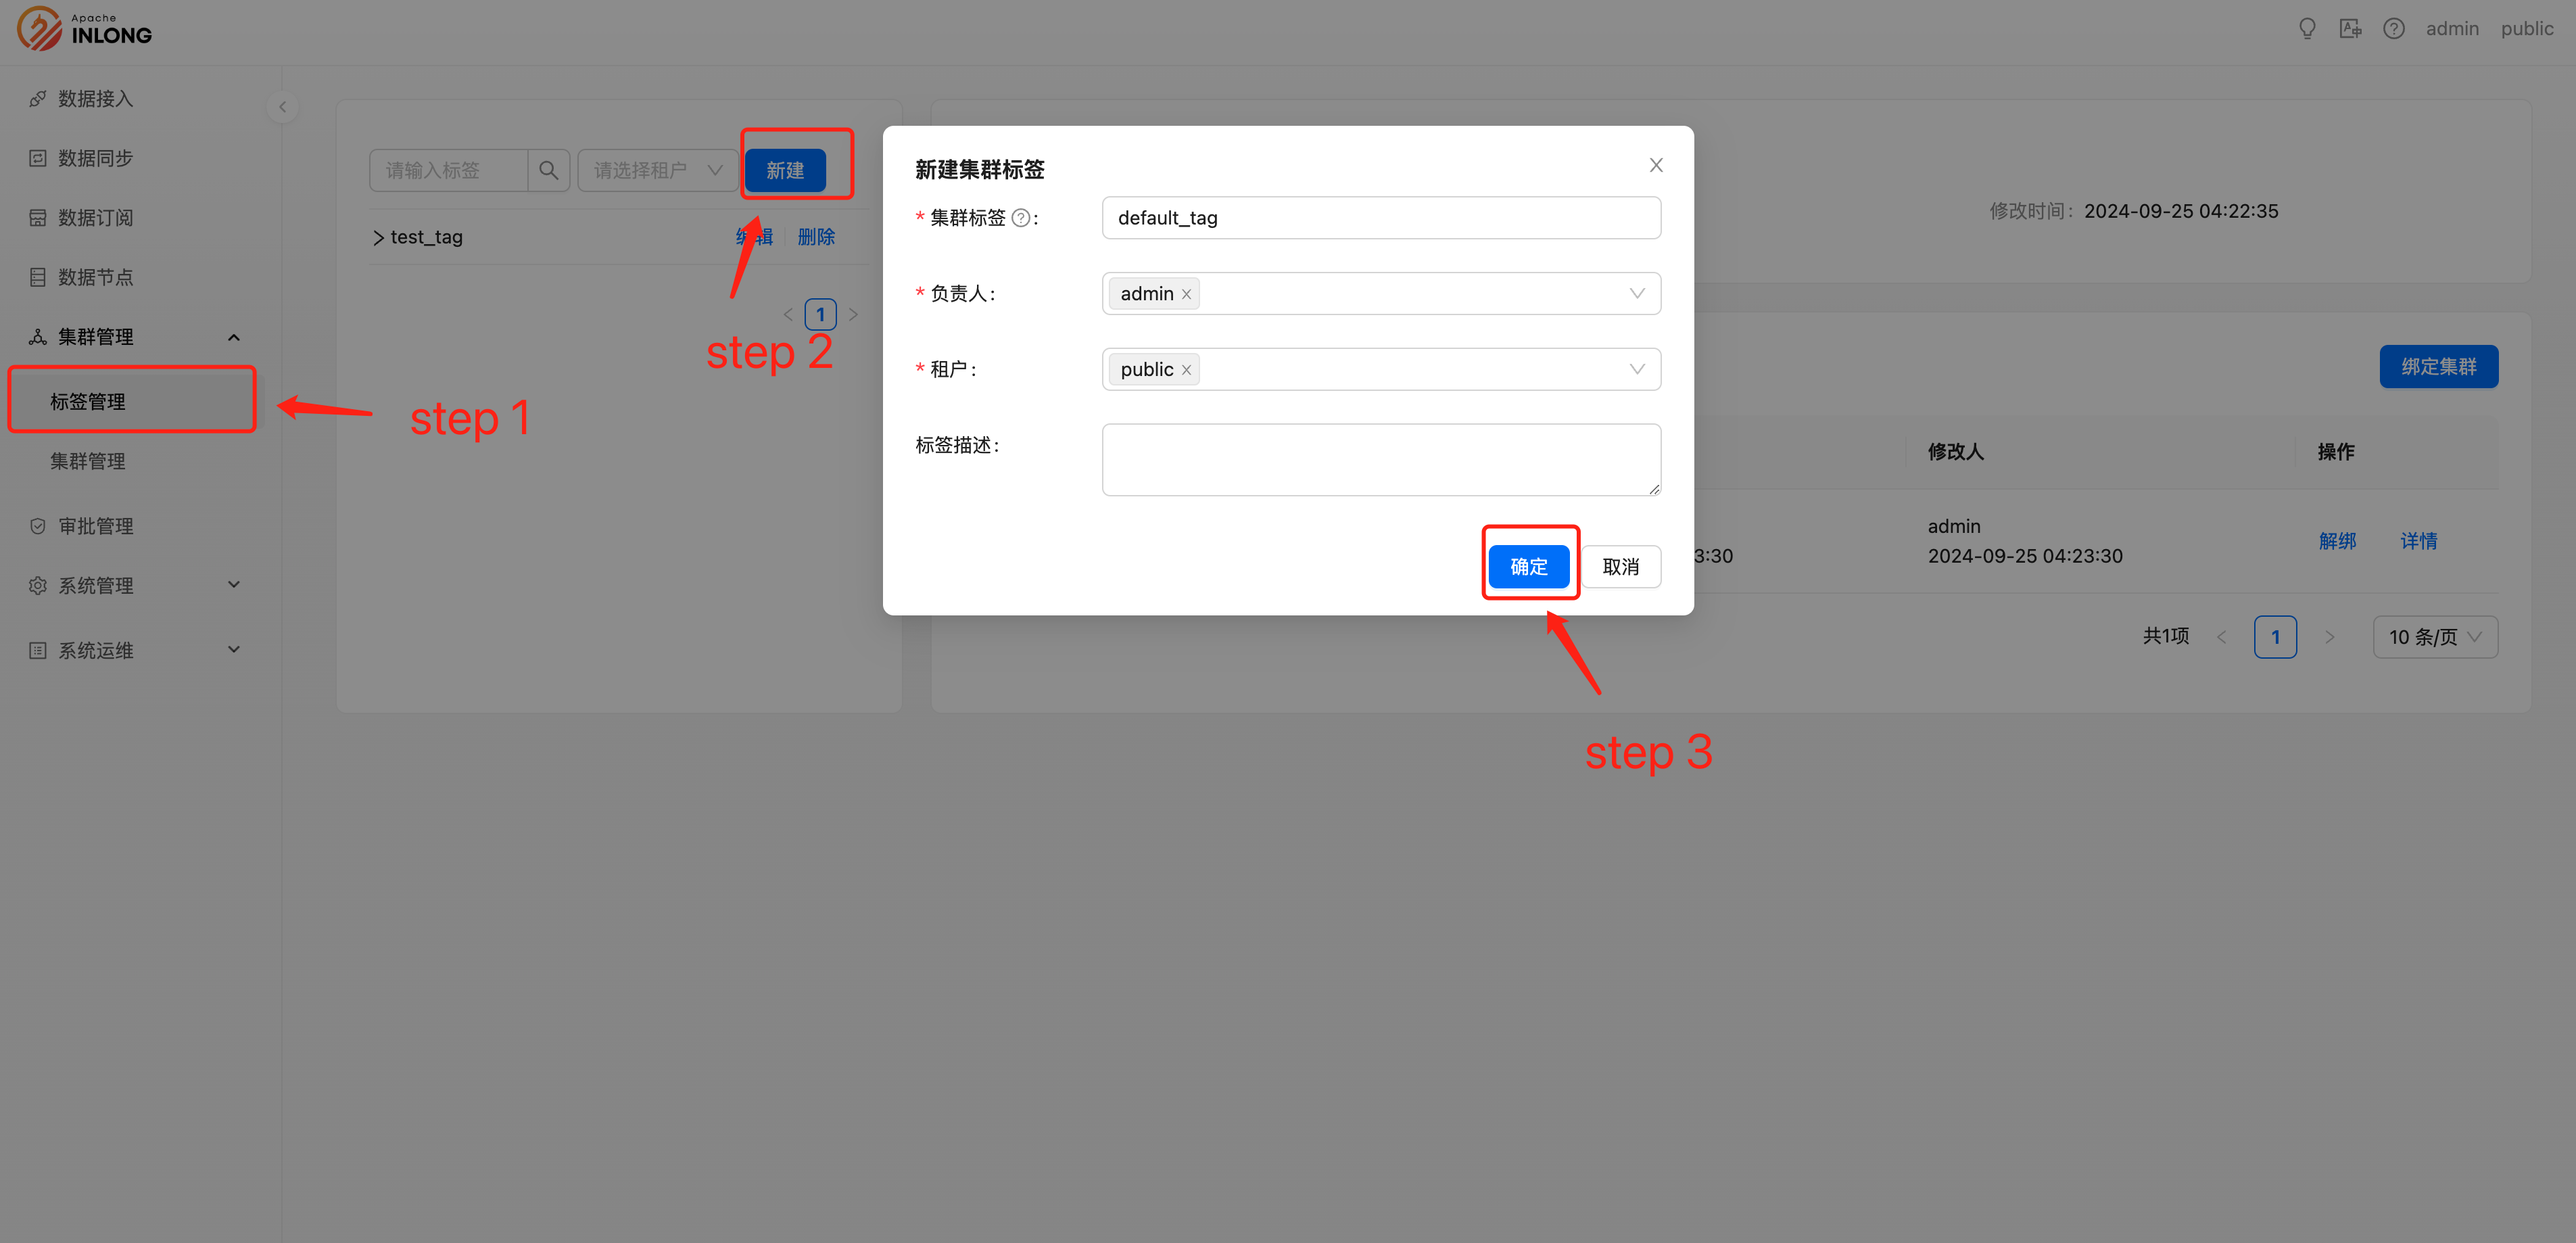 Apache
INLONG
admin public
数据接入
数据同步
数据订阅
数据节点
集群管理
标签管理
集群管理
审批管理
系统管理
系统运维
step 1
请输入标签 请选择租户 新建
test_tag 编辑 删除
1
step 2
新建集群标签
* 集群标签 ?: default_tag
* 负责人: admin
* 租户: public
标签描述:
确定 取消
step 3
修改时间: 2024-09-25 04:22:35
绑定集群
修改人 操作
admin
3:30 2024-09-25 04:23:30 解绑 详情
共1项 1 10 条/页